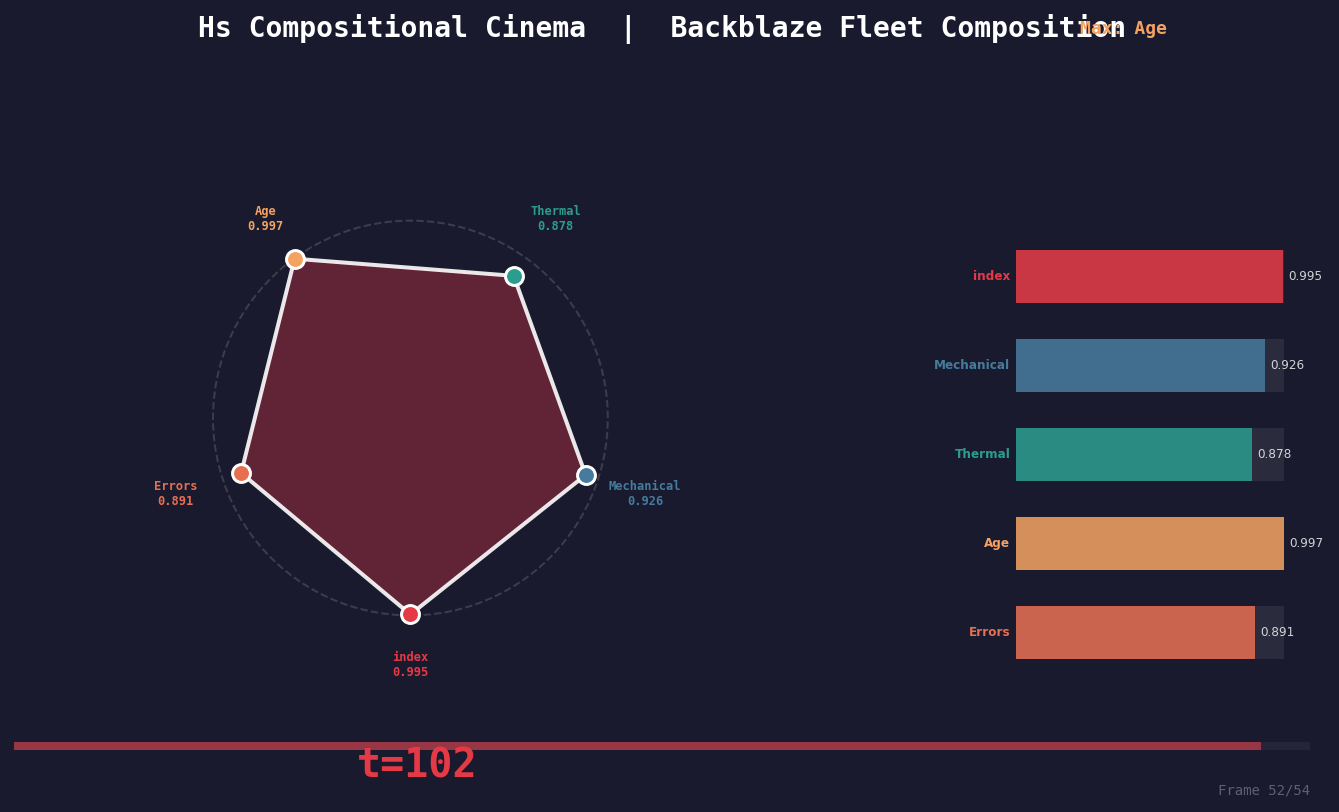 Hs Compositional Cinema | Backblaze Fleet Composition
Max: Age
Age
0.997
Thermal
0.878
Errors
0.891
Mechanical
0.926
index
0.995
index 0.995
Mechanical 0.926
Thermal 0.878
Age 0.997
Errors 0.891
t=102
Frame 52/54